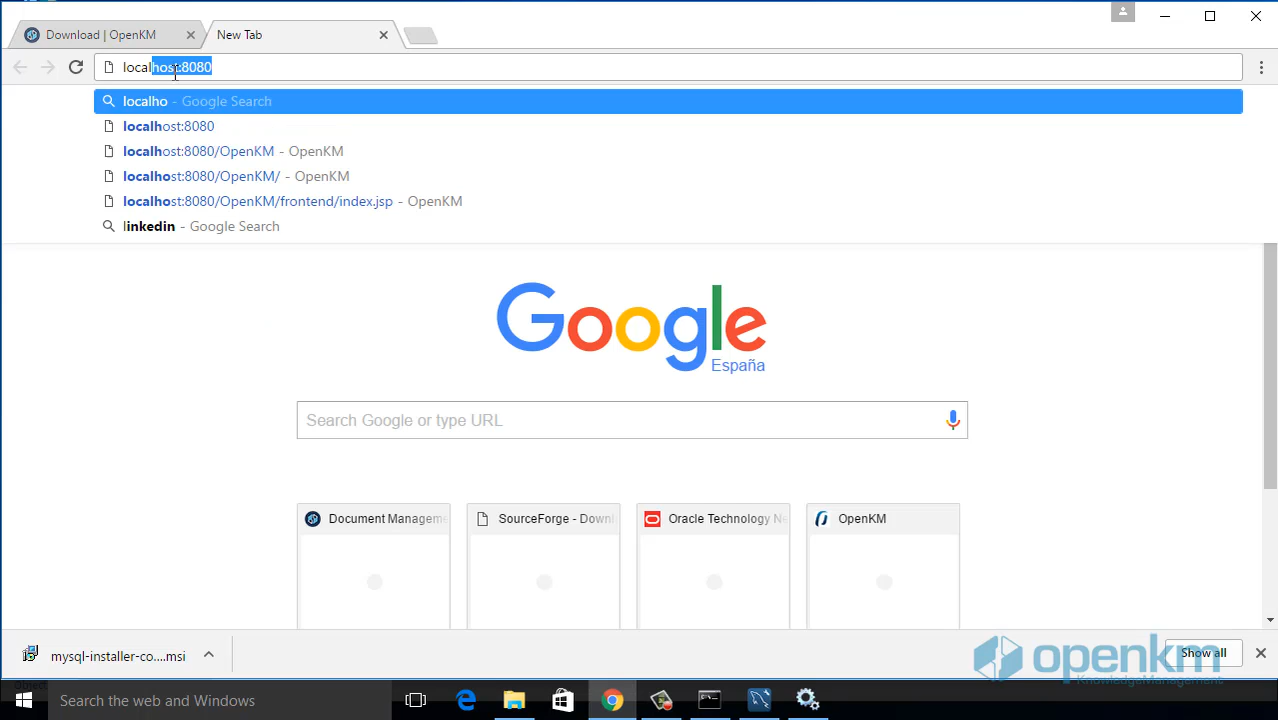 Download | OpenKM
New Tab
localhost:8080
localho - Google Search
localhost:8080
localhost:8080/OpenKM - OpenKM
localhost:8080/OpenKM/ - OpenKM
localhost:8080/OpenKM/frontend/index.jsp - OpenKM
linkedin - Google Search
Google
España
Search Google or type URL
Document Manageme
SourceForge - Downl
Oracle Technology Ne
OpenKM
mysql-installer-co....msi
Show all
openkm
KnowledgeManagement
Search the web and Windows